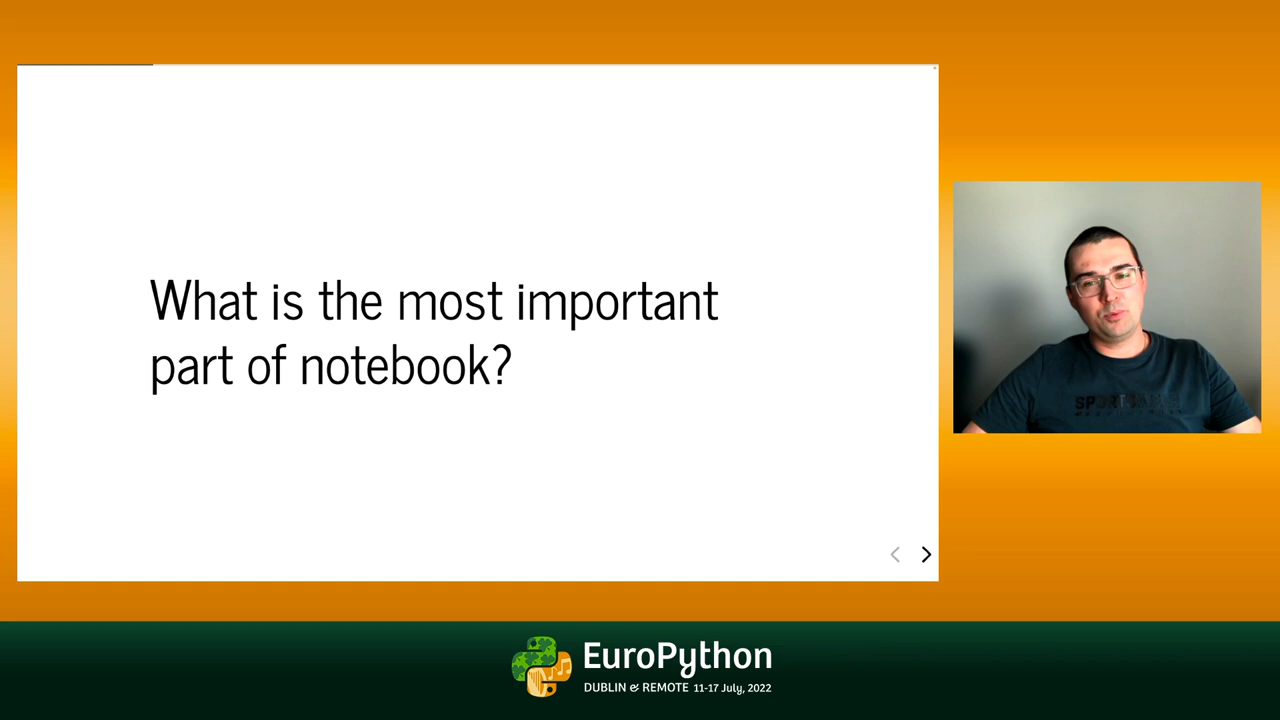 What is the most important
part of notebook?
EuroPython
DUBLIN & REMOTE 11-17 July, 2022